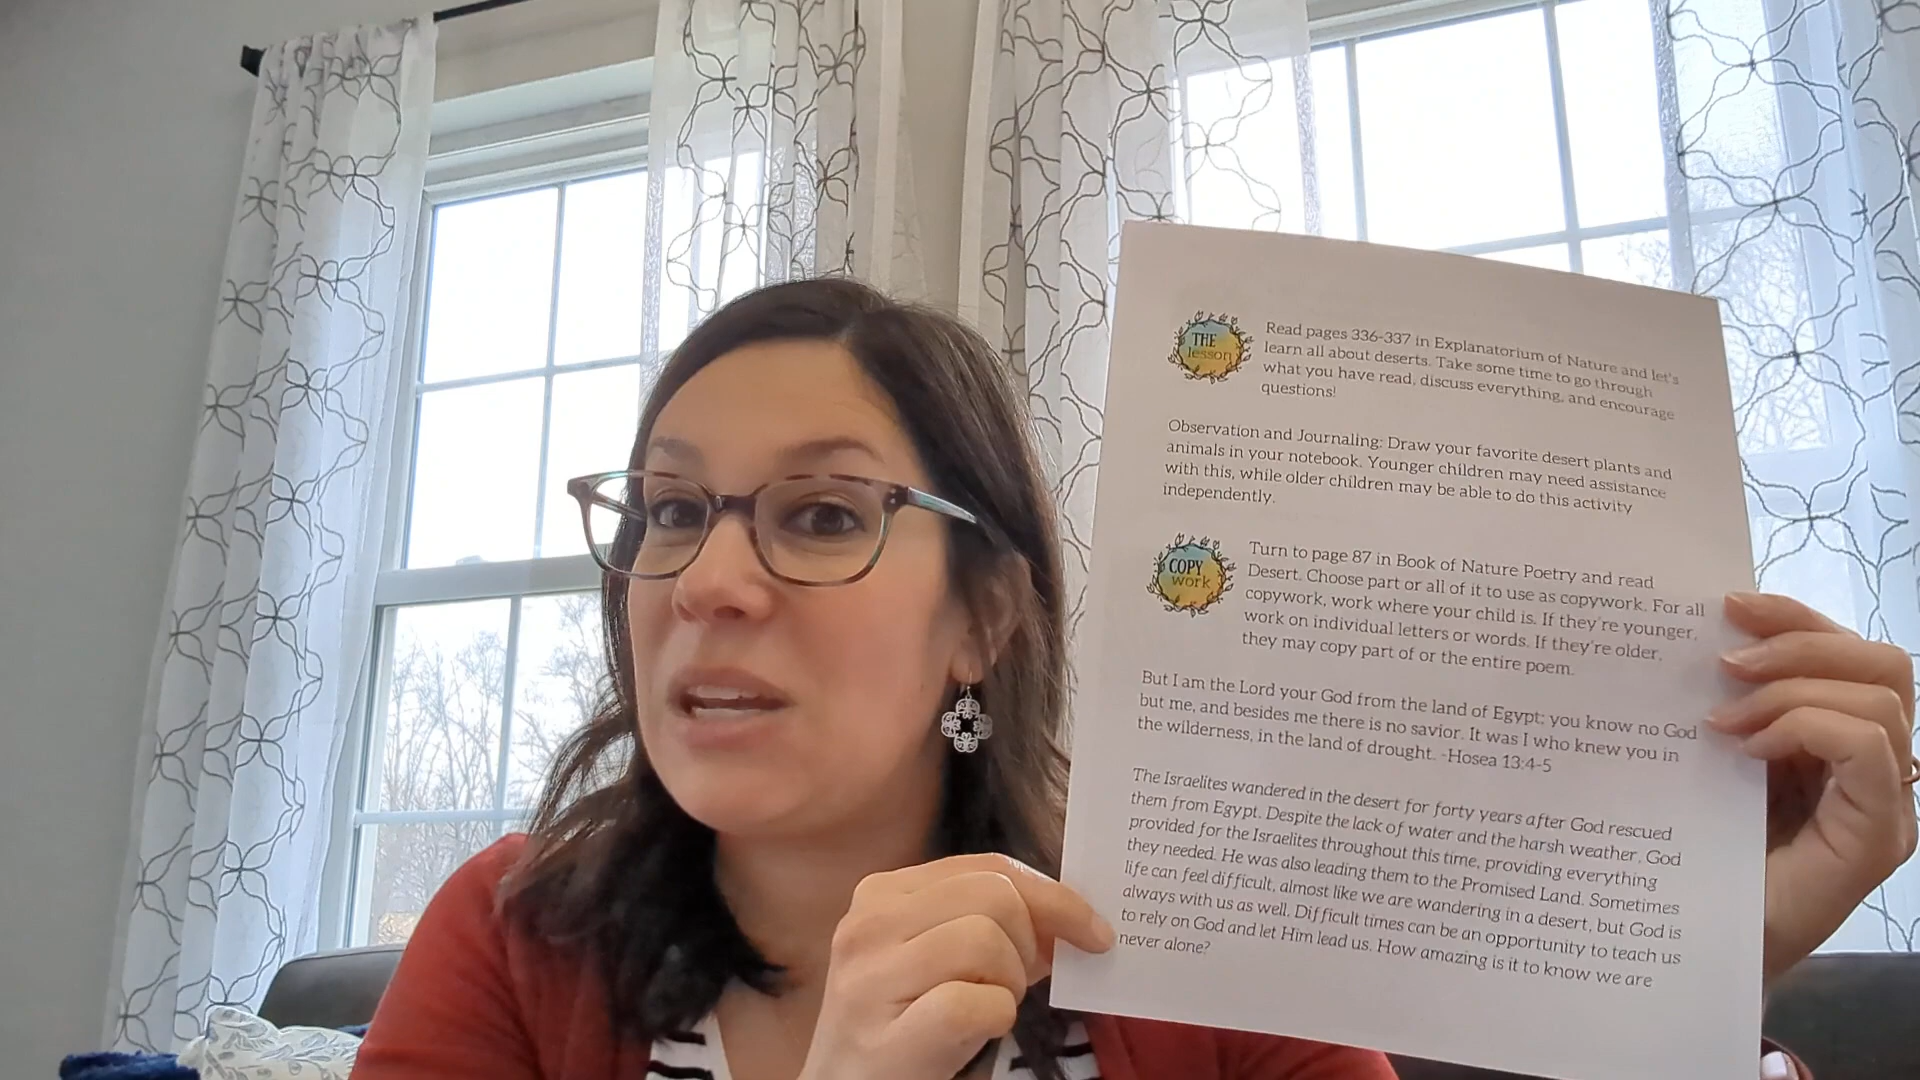 THE
lesson
Read pages 336-337 in Explanatorium of Nature and let's
learn all about deserts. Take some time to go through
what you have read, discuss everything, and encourage
questions!
Observation and Journaling: Draw your favorite desert plants and
animals in your notebook. Younger children may need assistance
with this, while older children may be able to do this activity
independently.
COPY
work
Turn to page 87 in Book of Nature Poetry and read
Desert. Choose part or all of it to use as copywork. For all
copywork, work where your child is. If they're younger,
work on individual letters or words. If they're older,
they may copy part of or the entire poem.
But I am the Lord your God from the land of Egypt; you know no God
but me, and besides me there is no savior. It was I who knew you in
the wilderness, in the land of drought. -Hosea 13:4-5
The Israelites wandered in the desert for forty years after God rescued
them from Egypt. Despite the lack of water and the harsh weather, God
provided for the Israelites throughout this time, providing everything
they needed. He was also leading them to the Promised Land. Sometimes
life can feel difficult, almost like we are wandering in a desert, but God is
always with us as well. Difficult times can be an opportunity to teach us
to rely on God and let Him lead us. How amazing is it to know we are
never alone?